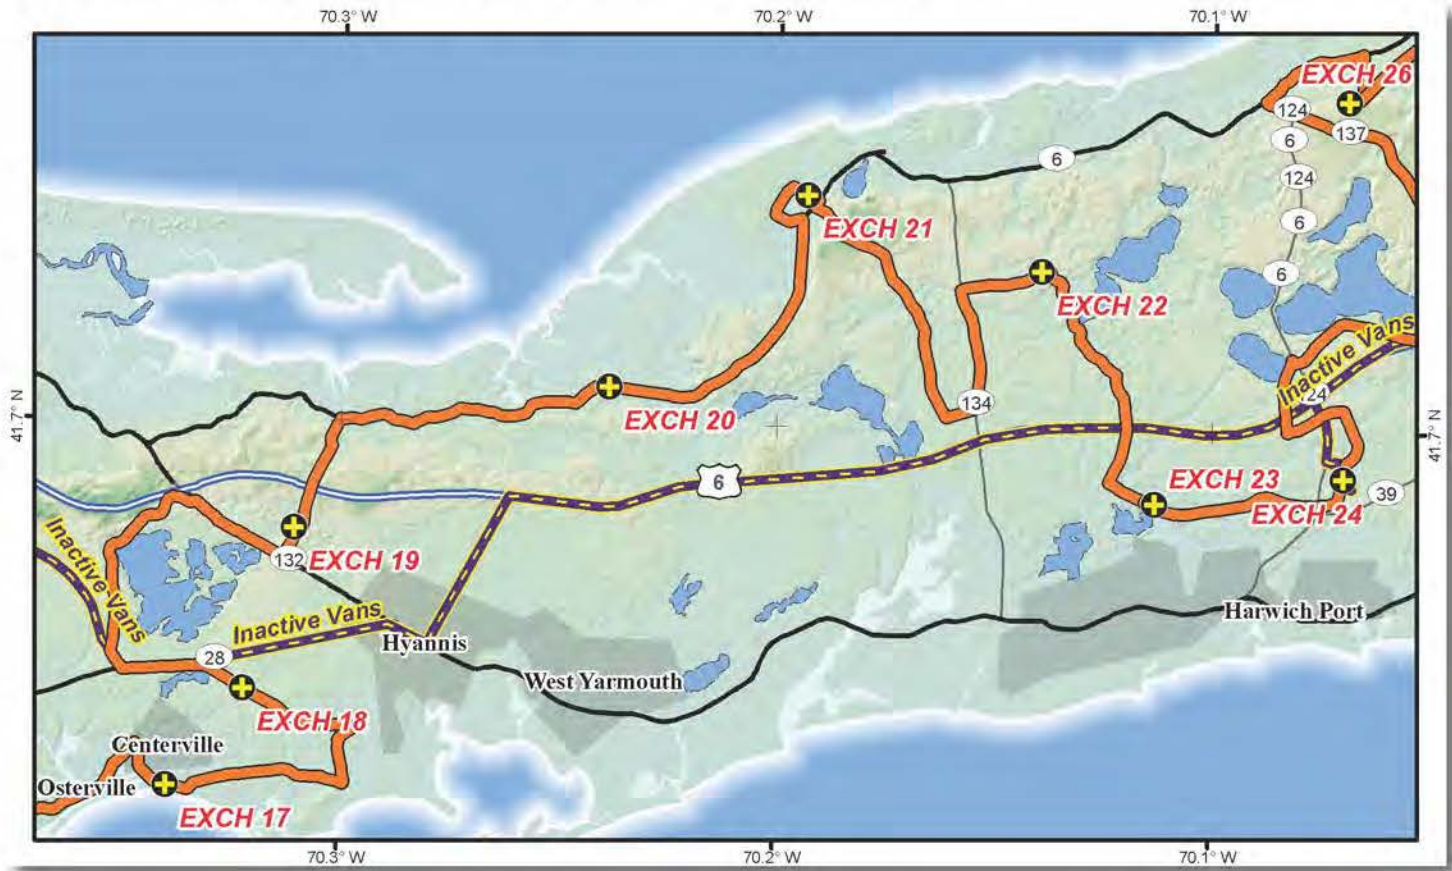 70.3° W
70.2° W
70.1° W
EXCH 26
124
137
6
6
124
EXCH 21
6
6
EXCH 22
Inactive Vans
41.7° N
EXCH 20
134
24
41.7° N
6
EXCH 23
39
EXCH 24
Inactive Vans
132
EXCH 19
Inactive Vans
Harwich Port
Hyannis
28
West Yarmouth
EXCH 18
Centerville
Osterville
EXCH 17
70.3° W
70.2° W
70.1° W